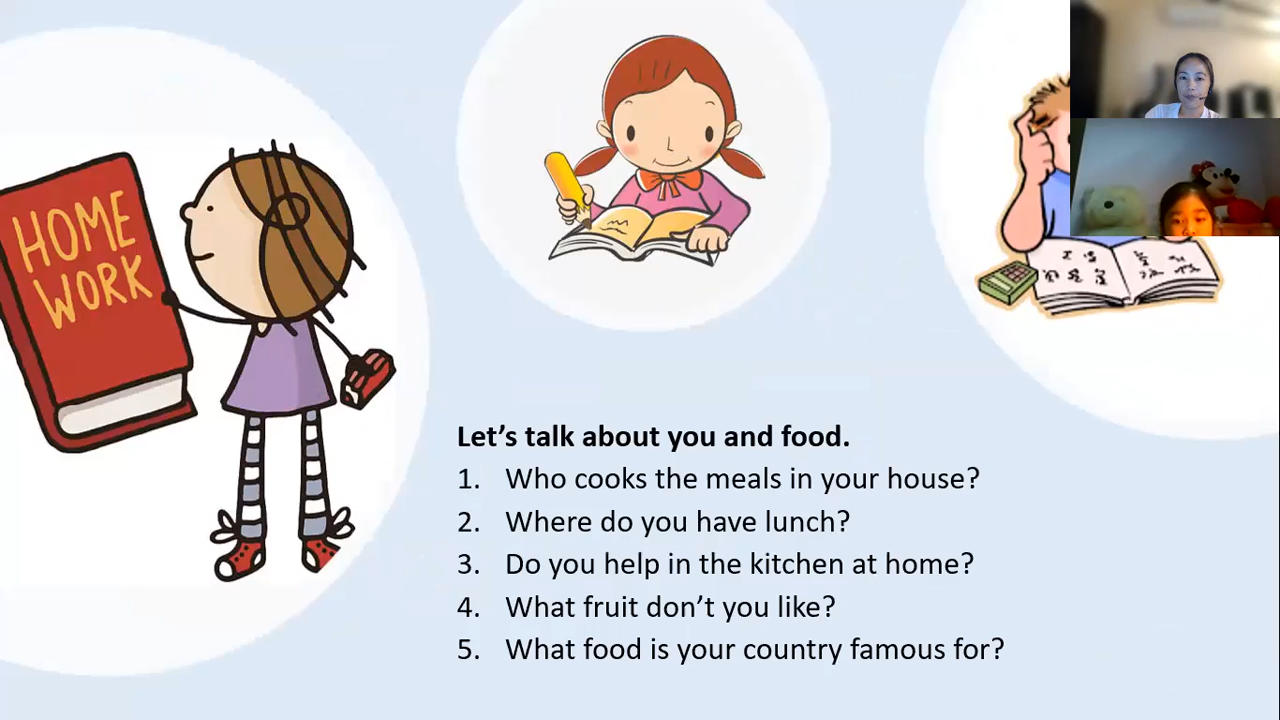 HOME
WORK
Let’s talk about you and food.
1. Who cooks the meals in your house?
2. Where do you have lunch?
3. Do you help in the kitchen at home?
4. What fruit don’t you like?
5. What food is your country famous for?